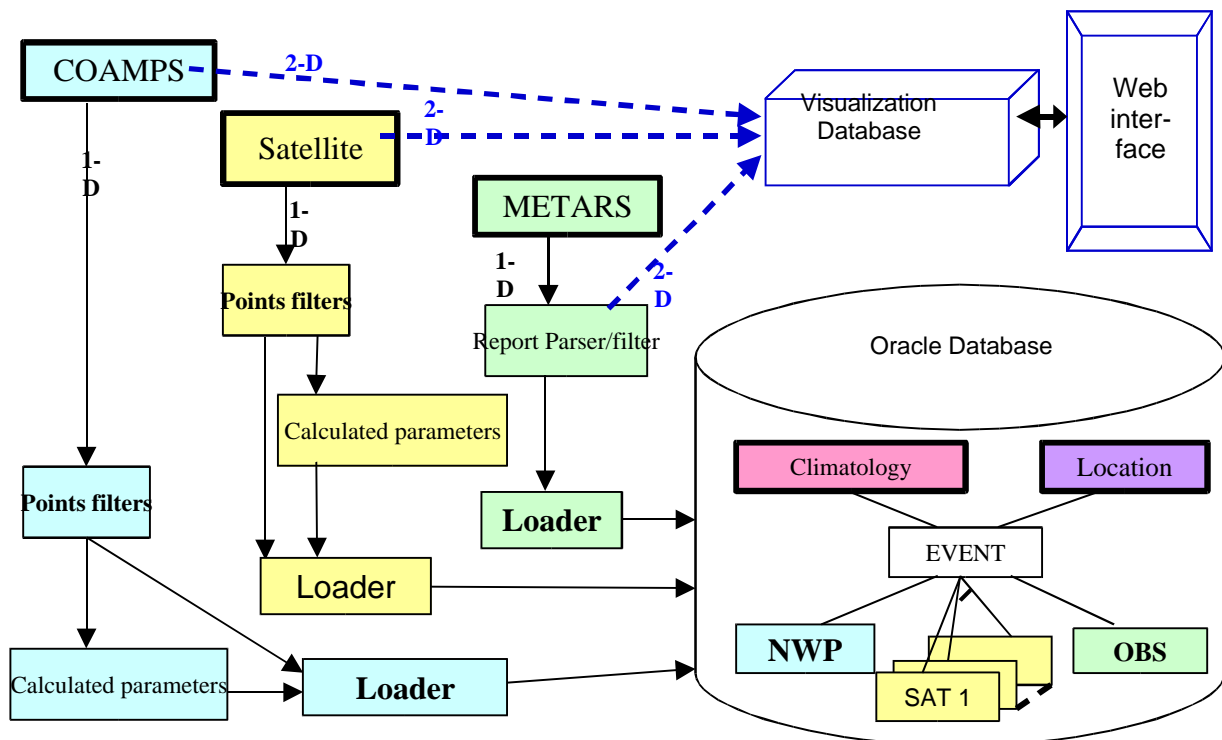 COAMPS
2-D
Visualization
Database
Web
inter-
face
2-
D
Satellite
1-
D
METARS
1-
D
1-
D
2-
D
Points filters
Report Parser/filter
Oracle Database
Calculated parameters
Climatology
Location
Points filters
Loader
EVENT
Loader
NWP
OBS
Calculated parameters
Loader
SAT 1